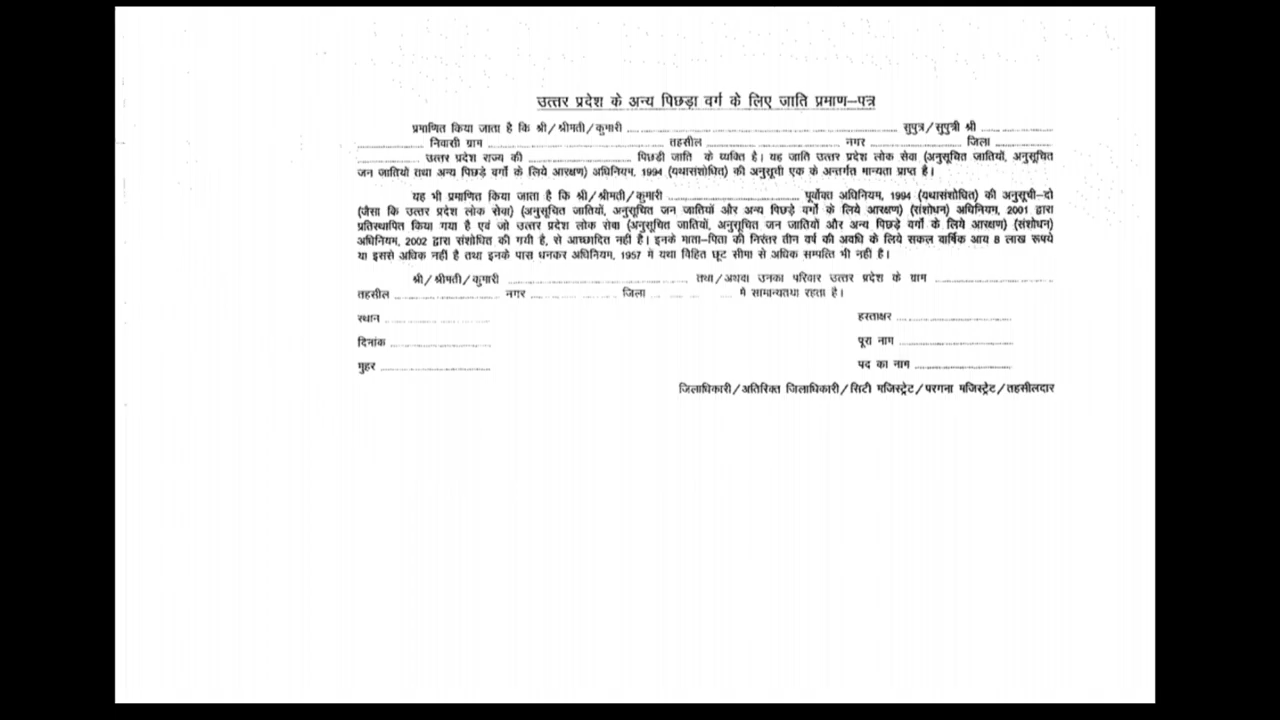 उत्तर प्रदेश के अन्य पिछड़ा वर्ग के लिए जाति प्रमाण–पत्र
प्रमाणित किया जाता है कि श्री/श्रीमती/कुमारी ........ सुपुत्र/सुपुत्री श्री ........
........ निवासी ग्राम ........ तहसील ........ नगर ........ जिला ........
........ उत्तर प्रदेश राज्य की ........ पिछड़ी जाति के व्यक्ति है। यह जाति उत्तर प्रदेश लोक सेवा (अनुसूचित जातियों, अनुसूचित
जन जातियों तथा अन्य पिछड़े वर्गों के लिये आरक्षण) अधिनियम, 1994 (यथासंशोधित) की अनुसूची एक के अन्तर्गत मान्यता प्राप्त है।
यह भी प्रमाणित किया जाता है कि श्री/श्रीमती/कुमारी ........ पूर्वोक्त अधिनियम, 1994 (यथासंशोधित) की अनुसूची–दो
(जैसा कि उत्तर प्रदेश लोक सेवा) (अनुसूचित जातियों, अनुसूचित जन जातियों और अन्य पिछड़े वर्गों के लिये आरक्षण) (संशोधन) अधिनियम, 2001 द्वारा
प्रतिस्थापित किया गया है एवं जो उत्तर प्रदेश लोक सेवा (अनुसूचित जातियों, अनुसूचित जन जातियों और अन्य पिछड़े वर्गों के लिये आरक्षण) (संशोधन)
अधिनियम, 2002 द्वारा संशोधित की गयी है, से आच्छादित नहीं है। इनके माता–पिता की निरंतर तीन वर्ष की अवधि के लिये सकल वार्षिक आय 8 लाख रूपये
या इससे अधिक नहीं है तथा इनके पास धनकर अधिनियम, 1957 में यथा विहित छूट सीमा से अधिक सम्पत्ति भी नहीं है।
श्री/श्रीमती/कुमारी ........ तथा/अथवा उनका परिवार उत्तर प्रदेश के ग्राम ........
तहसील ........ नगर ........ जिला ........ में सामान्यतया रहता है।
स्थान ........ हस्ताक्षर ........
दिनांक ........ पूरा नाम ........
मुहर ........ पद का नाम ........
जिलाधिकारी/अतिरिक्त जिलाधिकारी/सिटी मजिस्ट्रेट/परगना मजिस्ट्रेट/तहसीलदार